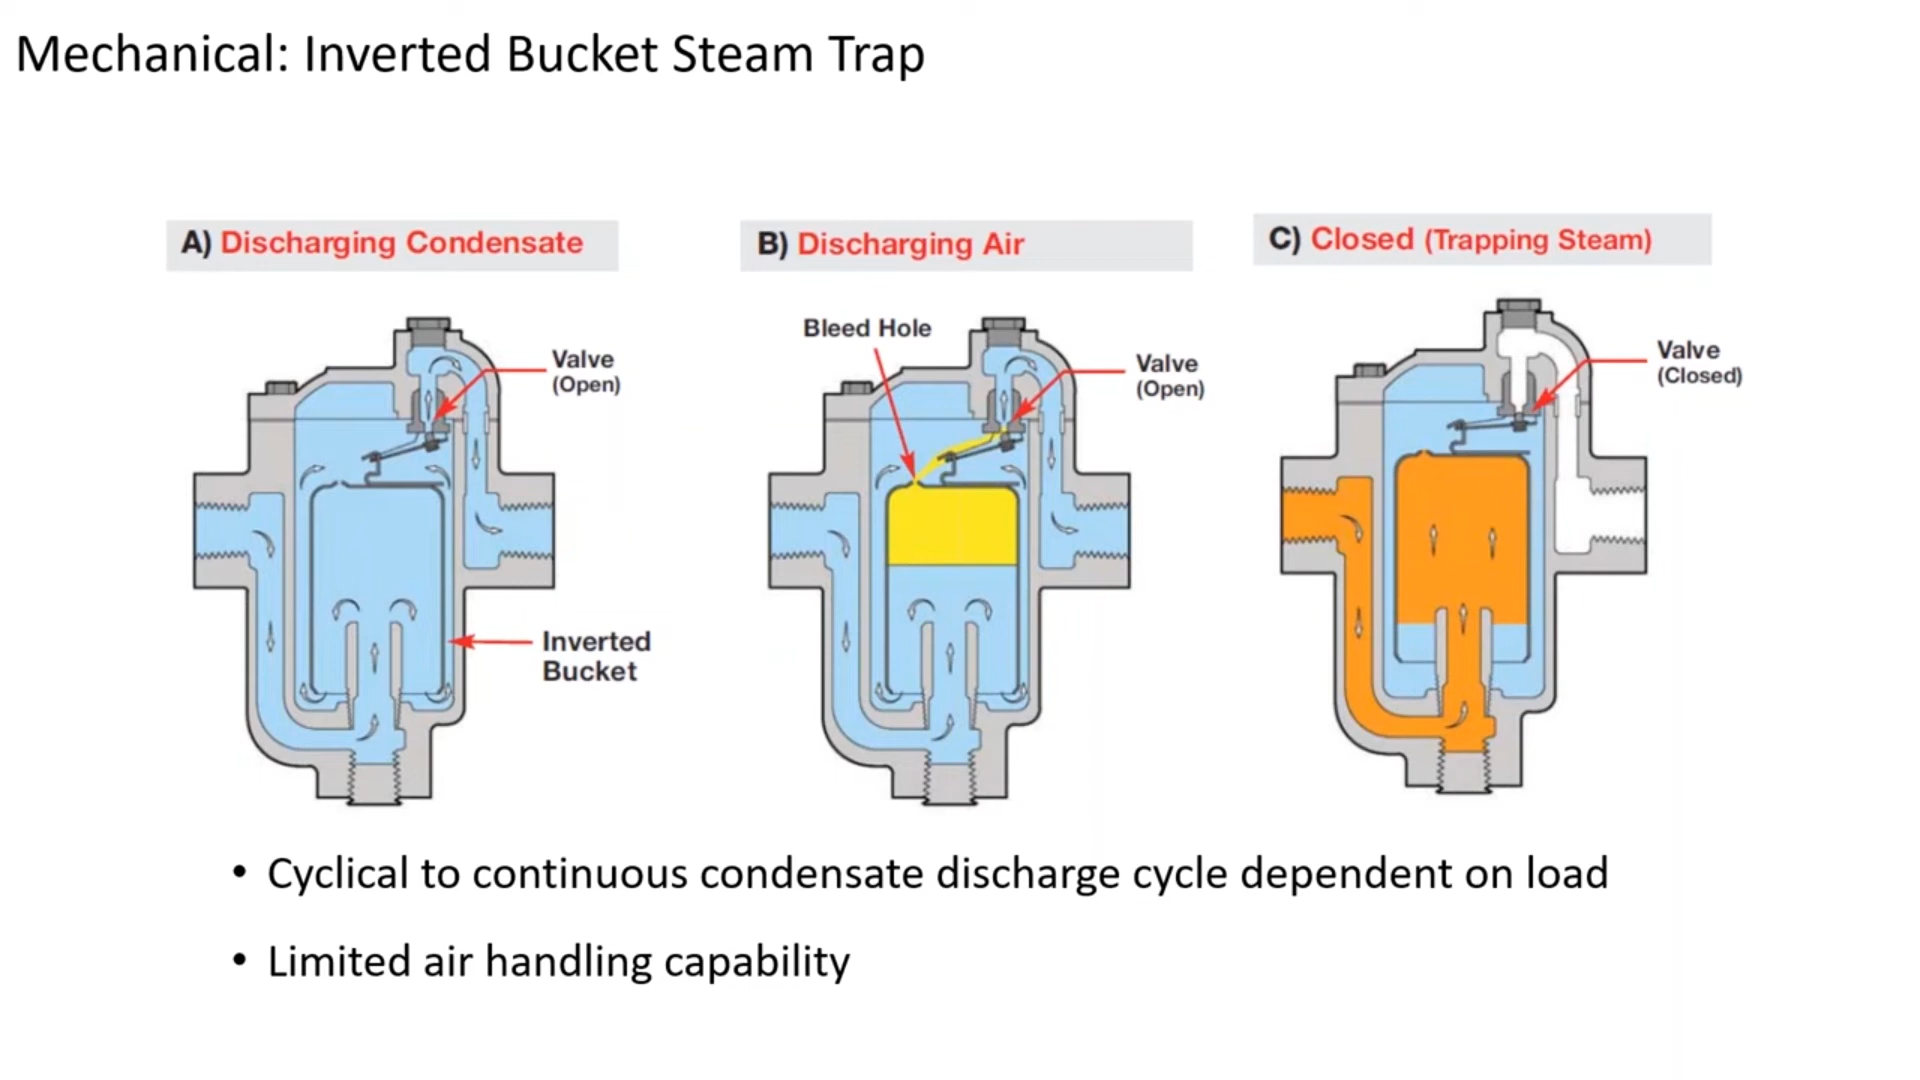 Mechanical: Inverted Bucket Steam Trap
A) Discharging Condensate
Valve
(Open)
Inverted
Bucket
B) Discharging Air
Bleed Hole
Valve
(Open)
C) Closed (Trapping Steam)
Valve
(Closed)
• Cyclical to continuous condensate discharge cycle dependent on load
• Limited air handling capability